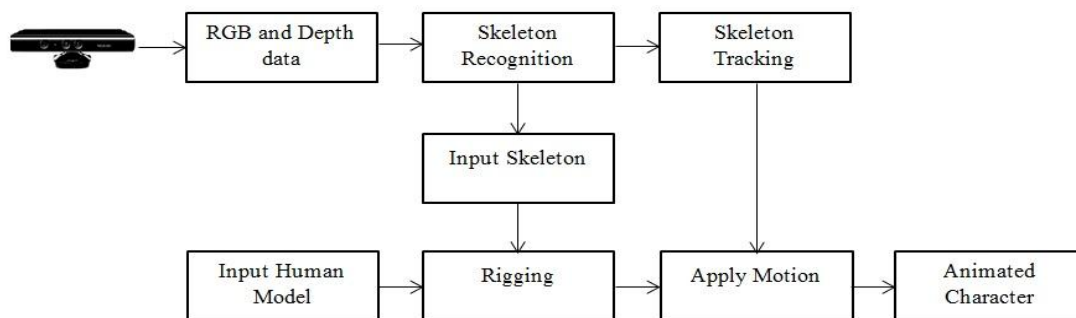 RGB and Depth
data
Skeleton
Recognition
Skeleton
Tracking
Input Skeleton
Input Human
Model
Rigging
Apply Motion
Animated
Character